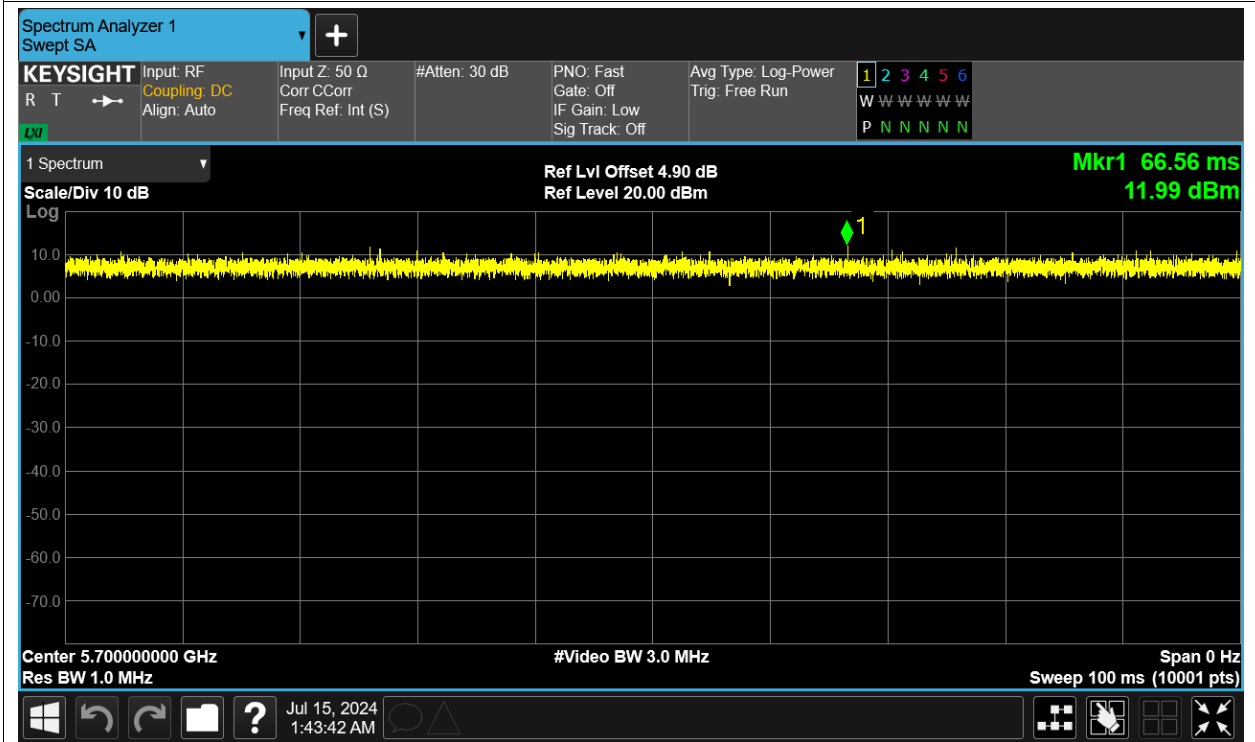 Spectrum Analyzer 1
Swept SA
KEYSIGHT
R T
LXI
Input: RF
Coupling: DC
Align: Auto
Input Z: 50 Ω
Corr CCorr
Freq Ref: Int (S)
#Atten: 30 dB
PNO: Fast
Gate: Off
IF Gain: Low
Sig Track: Off
Avg Type: Log-Power
Trig: Free Run
1 2 3 4 5 6
W W W W W W
P N N N N N
1 Spectrum
Scale/Div 10 dB
Ref Lvl Offset 4.90 dB
Ref Level 20.00 dBm
Mkr1 66.56 ms
11.99 dBm
Log
1
10.0
0.00
-10.0
-20.0
-30.0
-40.0
-50.0
-60.0
-70.0
Center 5.700000000 GHz
#Video BW 3.0 MHz
Span 0 Hz
Res BW 1.0 MHz
Sweep 100 ms (10001 pts)
?
Jul 15, 2024
1:43:42 AM